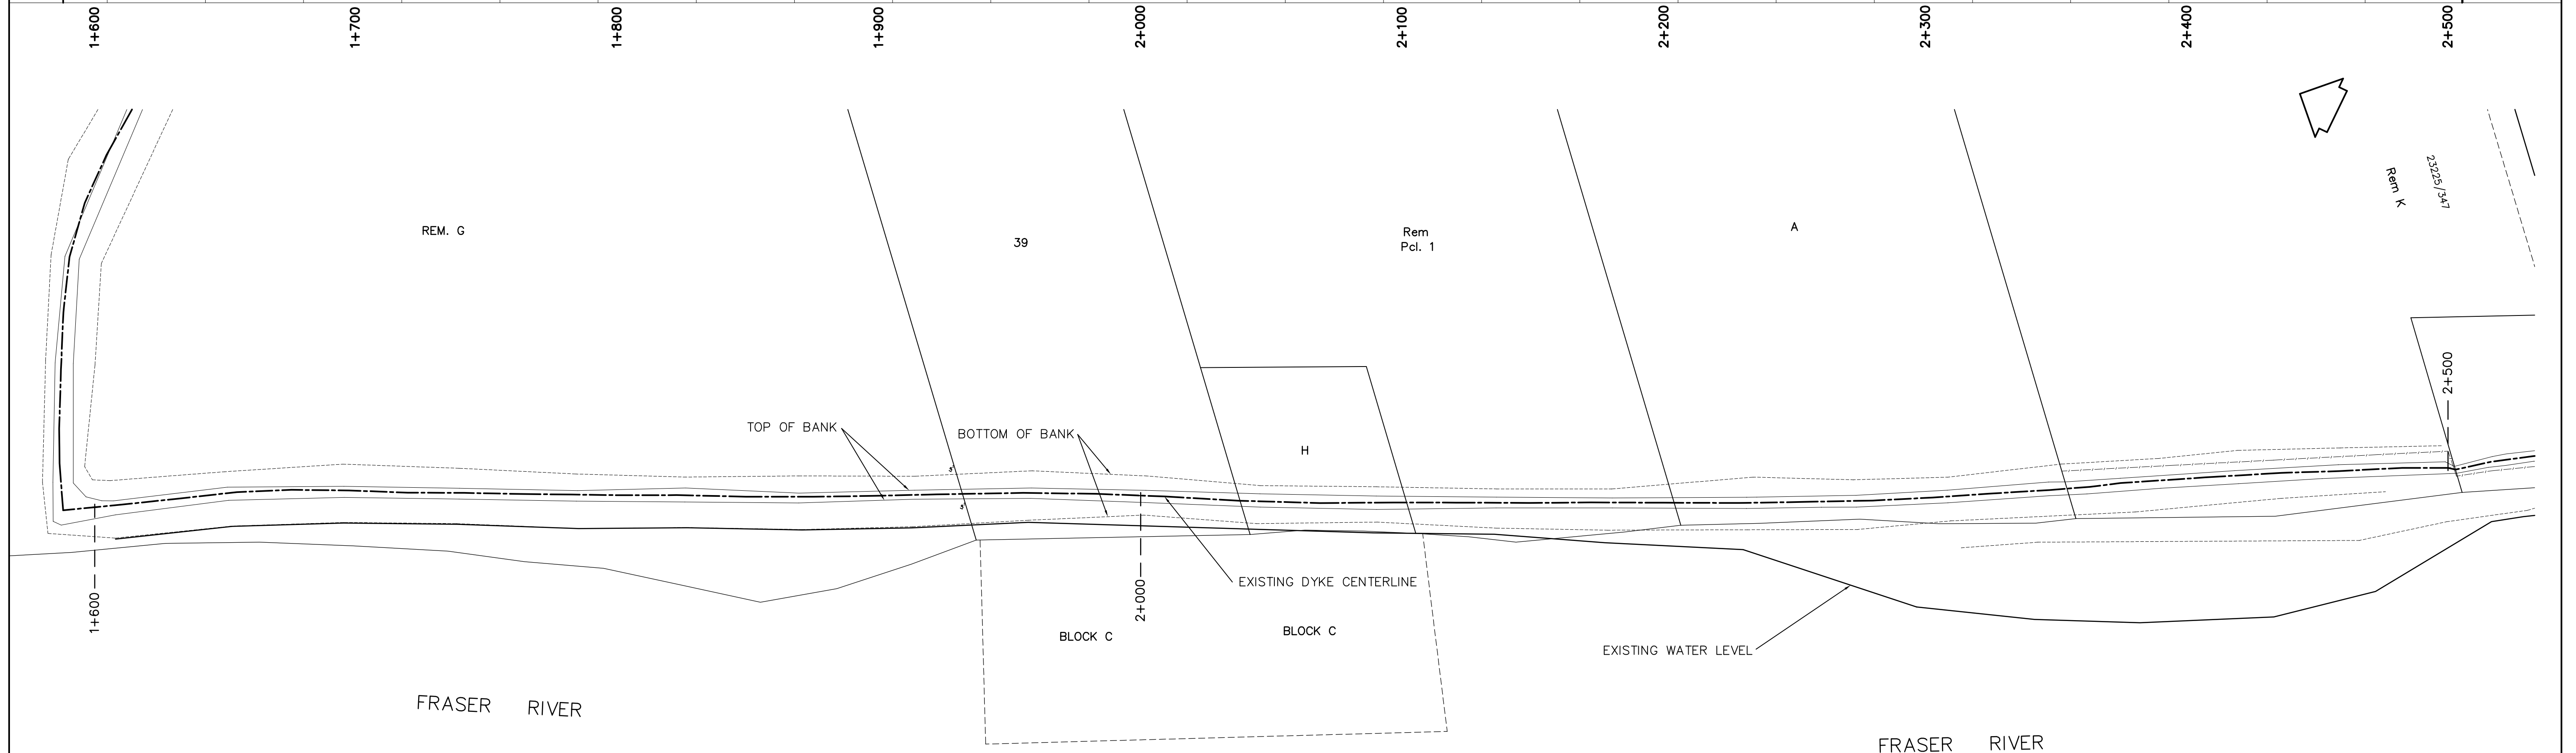 1+600
1+700
1+800
1+900
2+000
2+100
2+200
2+300
2+400
2+500
23225/347
Rem K
REM. G
39
Rem
Pcl. 1
A
2+500
TOP OF BANK
BOTTOM OF BANK
H
EXISTING DYKE CENTERLINE
1+600
2+000
BLOCK C
BLOCK C
EXISTING WATER LEVEL
FRASER RIVER
FRASER RIVER